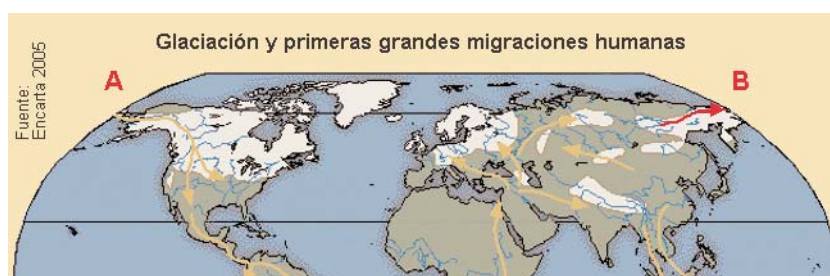 Glaciación y primeras grandes migraciones humanas
Fuente:
Encarta 2005
A
B